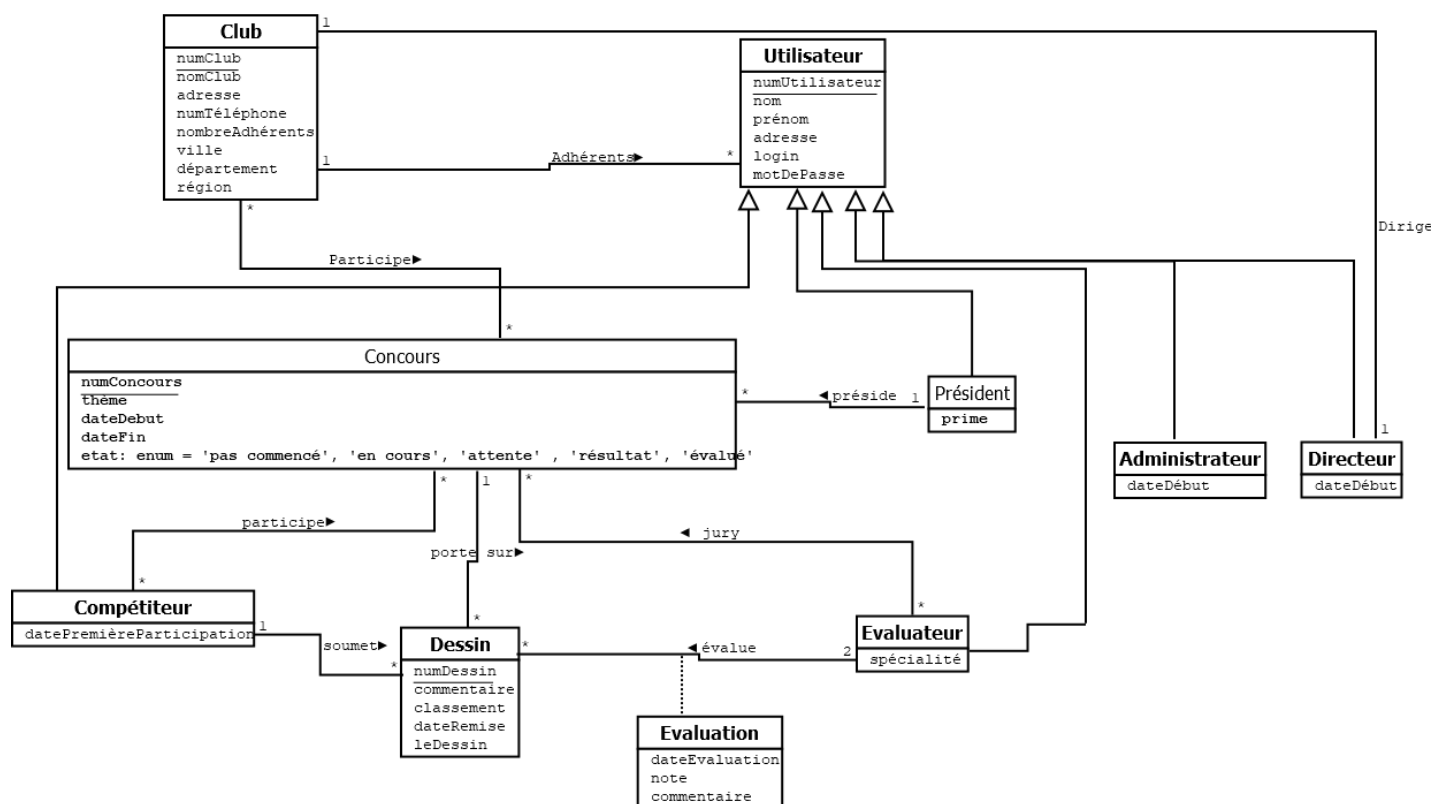 Club
numClub
nomClub
adresse
numTéléphone
nombreAdhérents
ville
département
région
1
1
*
Utilisateur
numUtilisateur
nom
prénom
adresse
login
motDePasse
Adhérents►
*
Dirige
Participe►
*
Concours
numConcours
thème
dateDebut
dateFin
etat: enum = 'pas commencé', 'en cours', 'attente' , 'résultat', 'évalué'
*
◄préside
1
Président
prime
Administrateur
dateDébut
1
Directeur
dateDébut
*
1
*
participe►
porte sur►
◄ jury
*
*
*
Compétiteur
datePremièreParticipation
1
soumet►
*
Dessin
numDessin
commentaire
classement
dateRemise
leDessin
*
◄évalue
2
Evaluateur
spécialité
Evaluation
dateEvaluation
note
commentaire